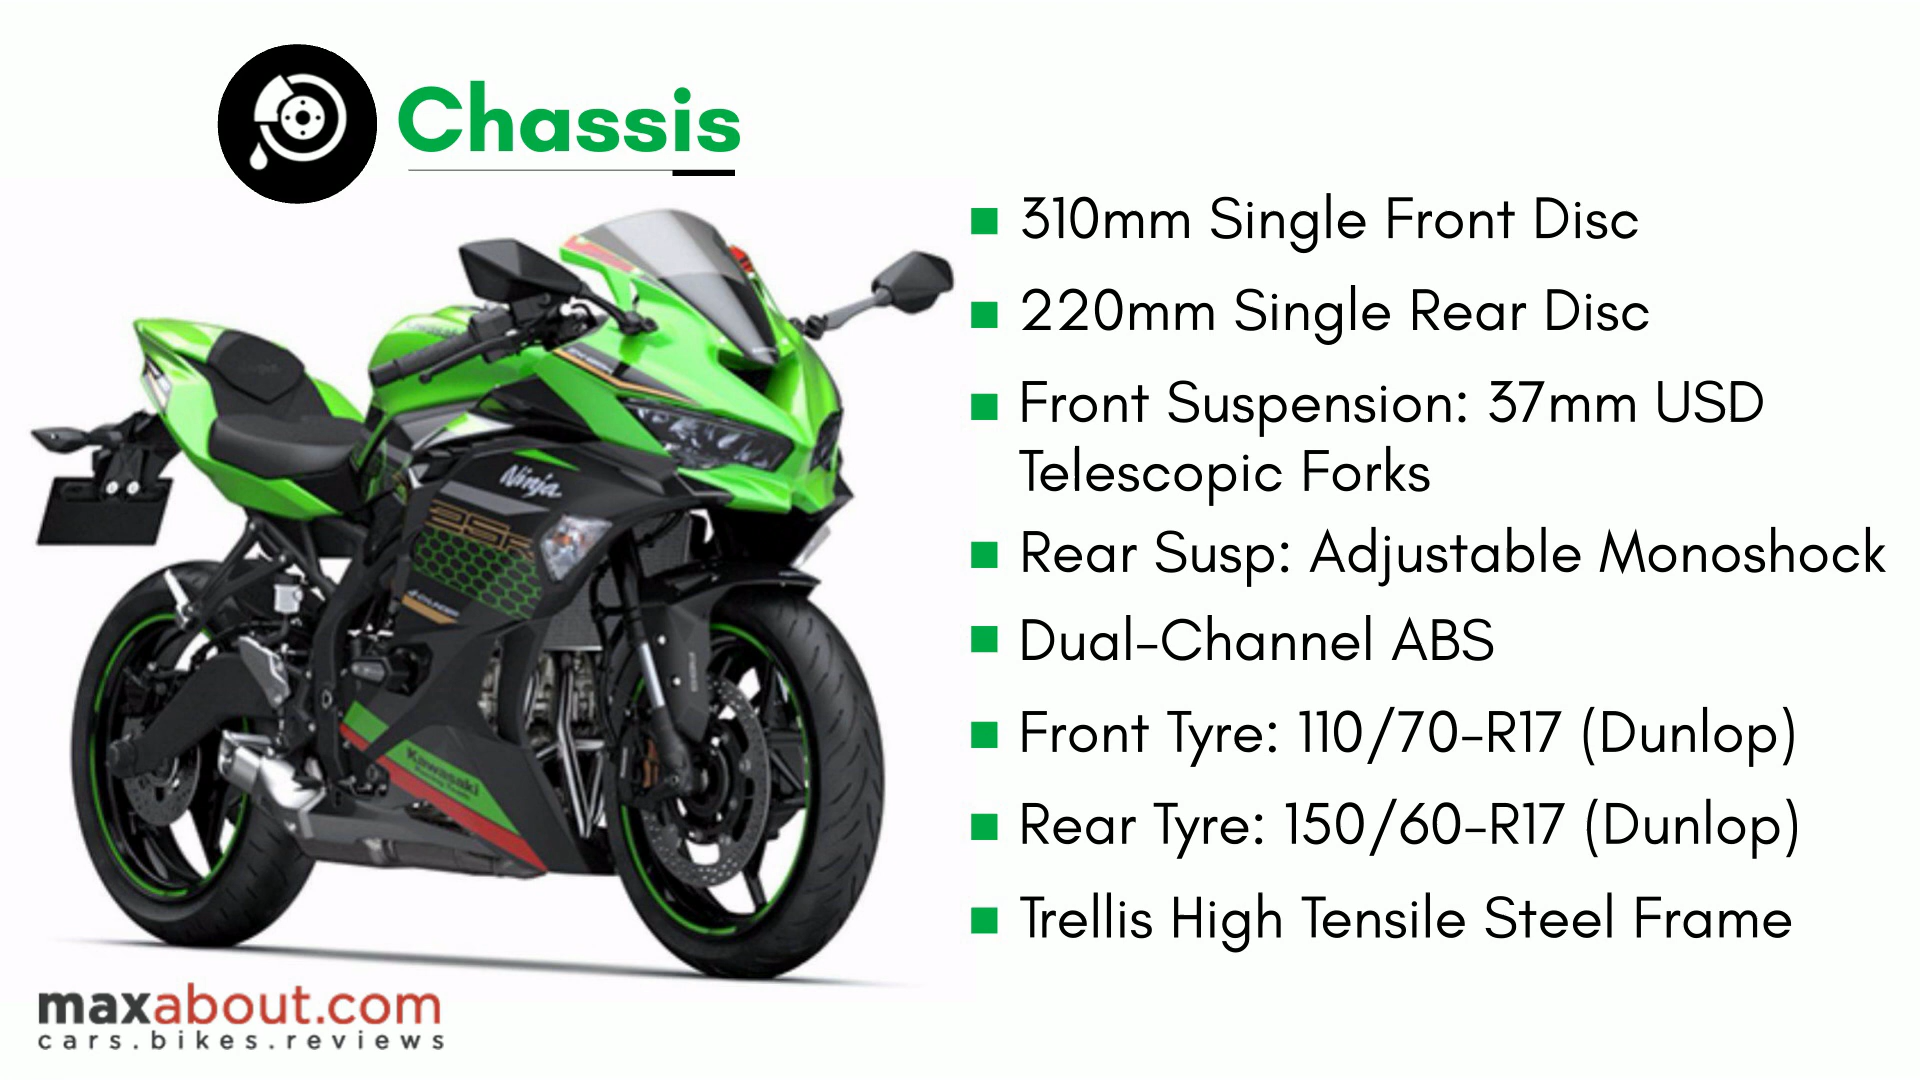 Chassis
310mm Single Front Disc
220mm Single Rear Disc
Front Suspension: 37mm USD
Telescopic Forks
Rear Susp: Adjustable Monoshock
Dual-Channel ABS
Front Tyre: 110/70-R17 (Dunlop)
Rear Tyre: 150/60-R17 (Dunlop)
Trellis High Tensile Steel Frame
Ninja
Kawasaki
maxabout.com
cars.bikes.reviews